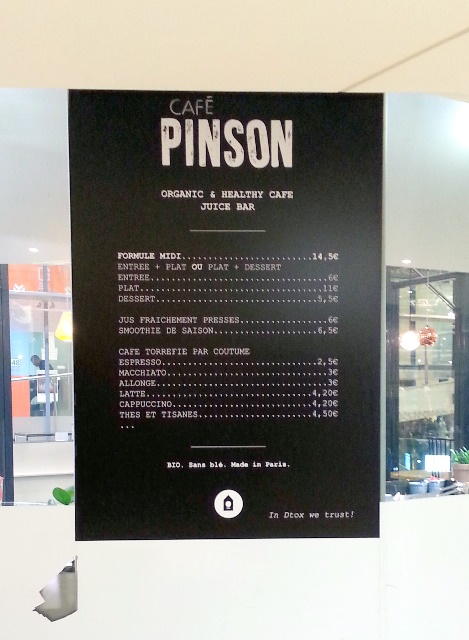 CAFÉ
PINSON
ORGANIC & HEALTHY CAFE
JUICE BAR
FORMULE MIDI..............................14,5€
ENTREE + PLAT OU PLAT + DESSERT
ENTREE.......................................6€
PLAT........................................11€
DESSERT....................................5,5€
JUS FRAICHEMENT PRESSES.....................6€
SMOOTHIE DE SAISON.........................6,5€
CAFE TORREFIE PAR COUTUME
ESPRESSO...................................2,5€
MACCHIATO....................................3€
ALLONGE......................................3€
LATTE.....................................4,20€
CAPPUCCINO................................4,20€
THES ET TISANES...........................4,50€
...
BIO. Sans blé. Made in Paris.
In Dtox we trust!